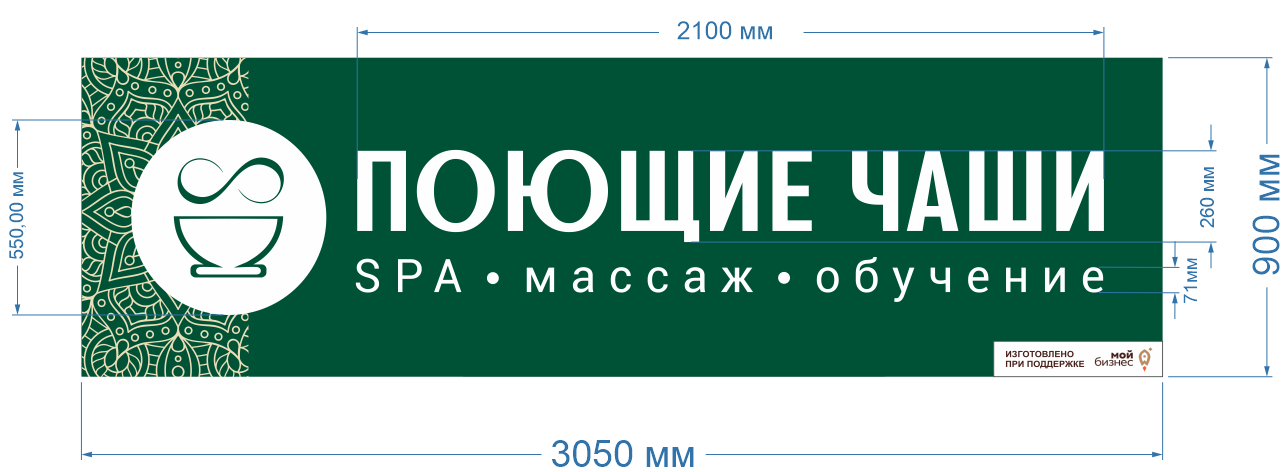 2100 мм
550,00 мм
ПОЮЩИЕ ЧАШИ
SPA • массаж • обучение
260 мм
71мм
900 мм
ИЗГОТОВЛЕНО
ПРИ ПОДДЕРЖКЕ
мой
бизнес
3050 мм